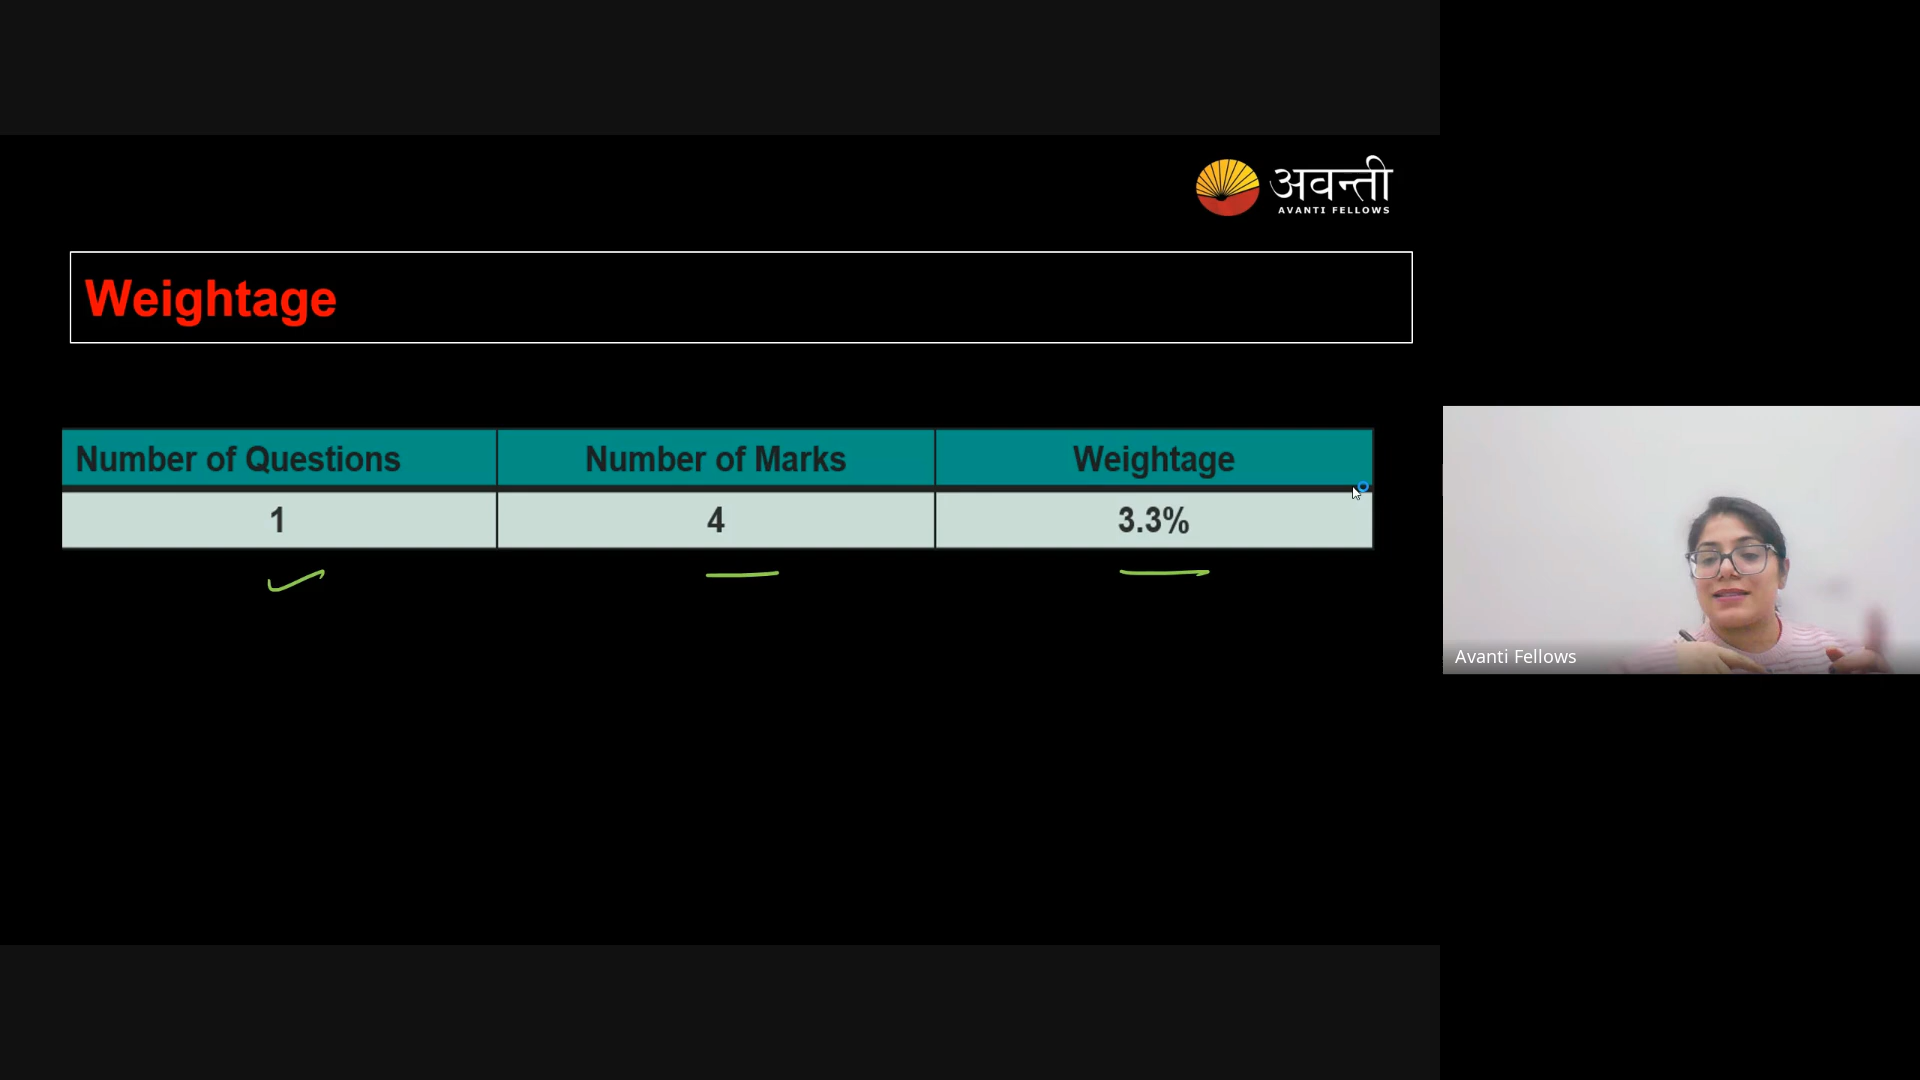 अवन्ती
AVANTI FELLOWS
Weightage
Number of Questions Number of Marks Weightage
1 4 3.3%
Avanti Fellows